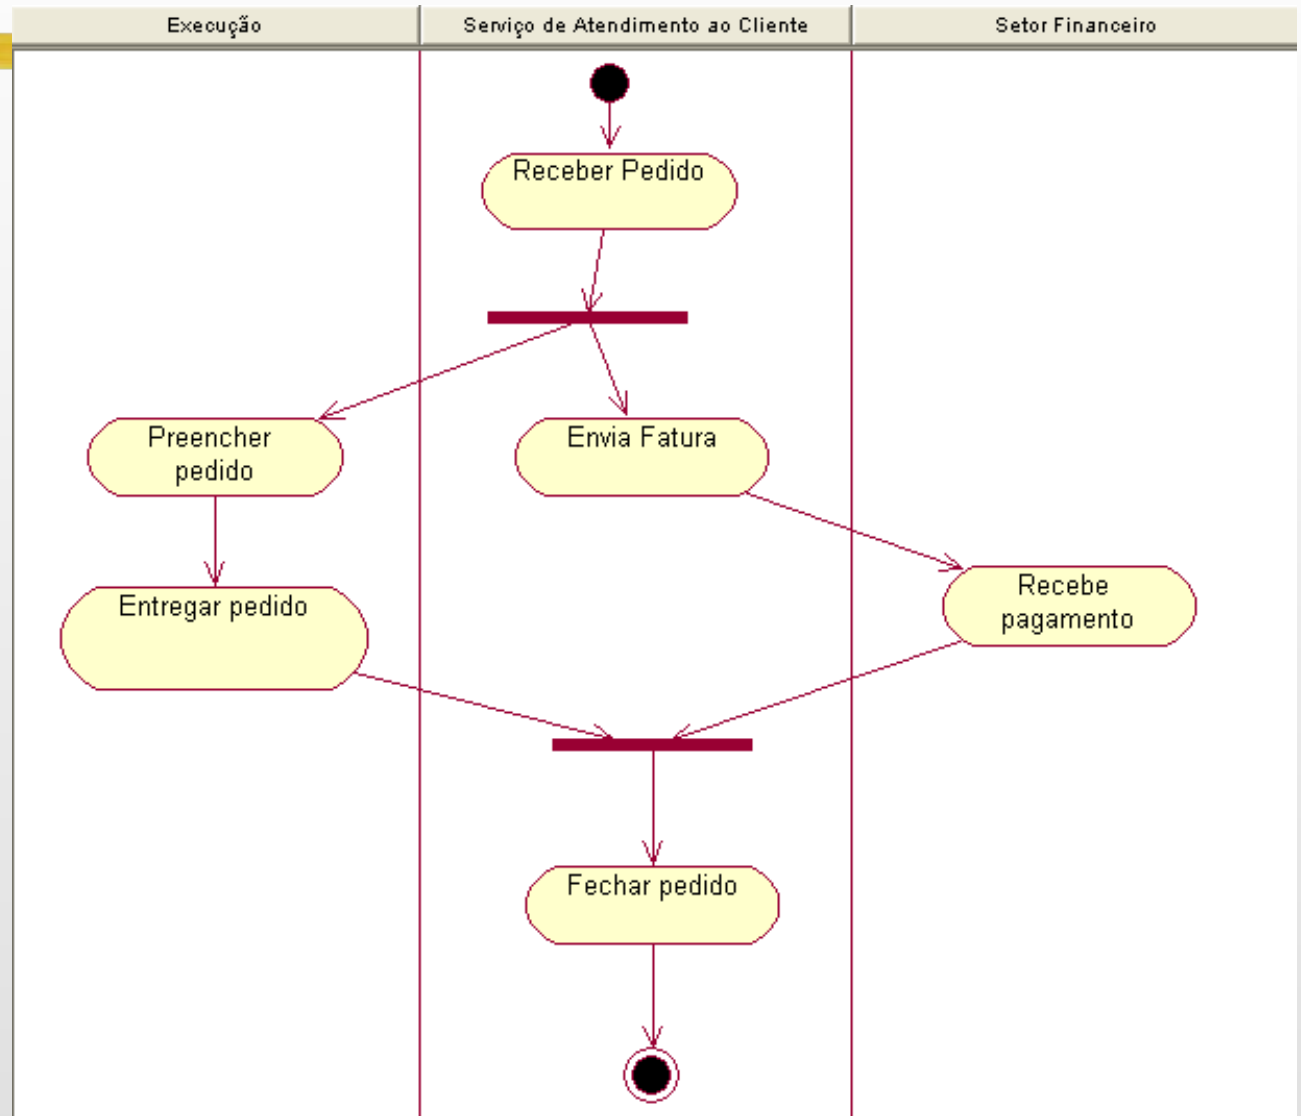 Execução
Serviço de Atendimento ao Cliente
Setor Financeiro
Receber Pedido
Preencher
pedido
Envia Fatura
Entregar pedido
Recebe
pagamento
Fechar pedido